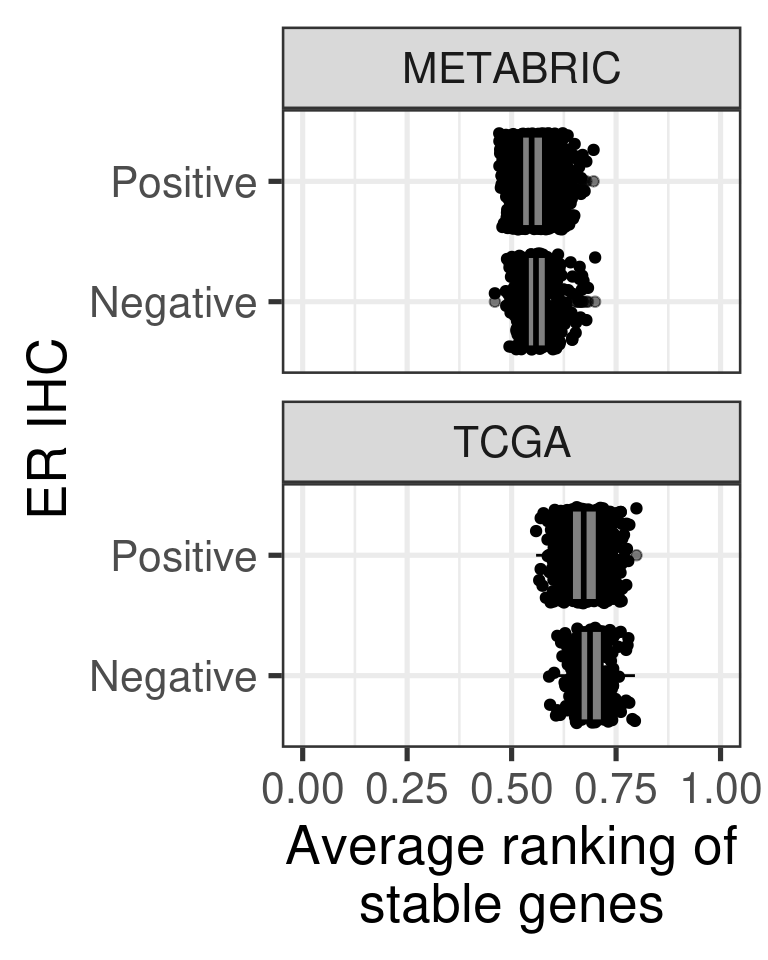 METABRIC
Positive
Negative
ER IHC
TCGA
Positive
Negative
0.00 0.25 0.50 0.75 1.00
Average ranking of
stable genes